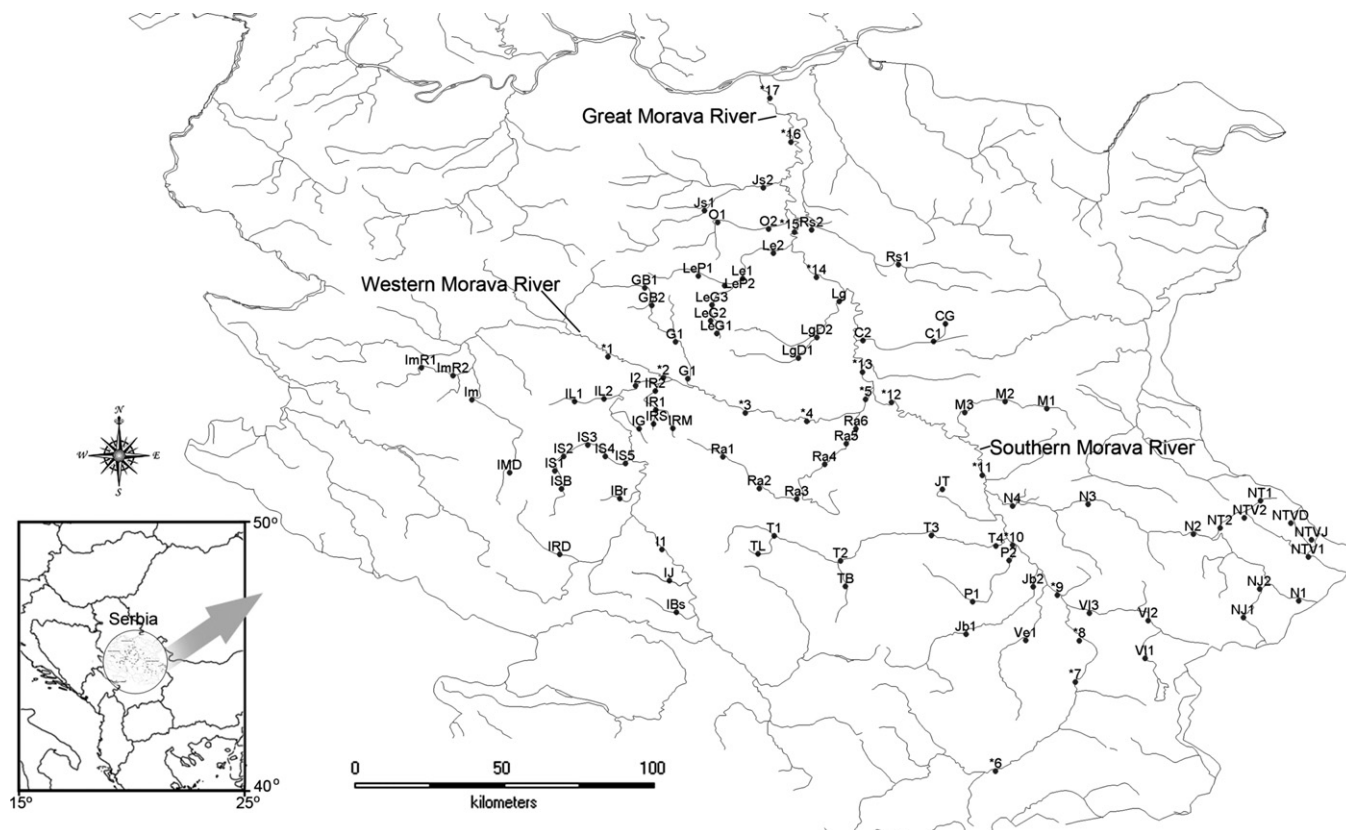 *17
Great Morava River
*16
Js2
Js1
O1
O2
*15
Rs2
Le2
Rs1
LeP1
Le1
*14
GB1
LeP2
Western Morava River
GB2
LeG3
Lg
LeG2
LeG1
CG
LgD2
G1
C2
C1
*1
LgD1
ImR1
ImR2
*2
G1
*13
I2
IR2
Im
IL1
IL2
*5
*12
M3
M2
M1
IR1
*3
*4
IRS
IG
IRM
Ra6
Ra5
N
W
E
S
IS3
IS2
IS4
IS5
Ra1
Ra4
Southern Morava River
IS1
IMD
*11
ISB
IBr
Ra2
Ra3
JT
N4
N3
NT1
NTV2
50º
N2
NT2
NTVD
T1
T3
NTVJ
IRD
I1
TL
T2
T4
*10
P2
NTV1
IJ
TB
Jb2
NJ2
P1
*9
N1
Serbia
IBs
Vl3
Vl2
NJ1
Jb1
Ve1
*8
Vl1
*7
0
50
100
*6
40º
kilometers
15º
25º